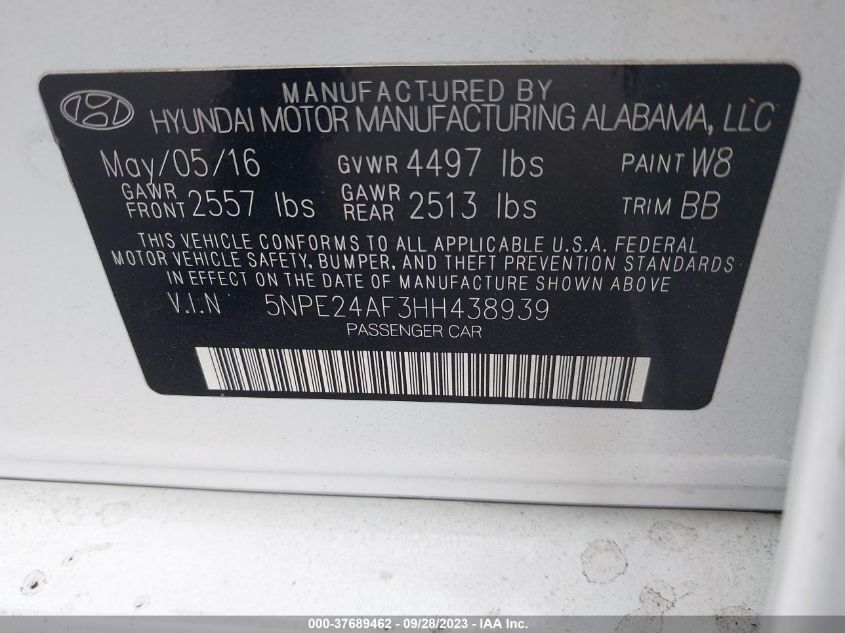 MANUFACTURED BY
HYUNDAI MOTOR MANUFACTURING ALABAMA, LLC
May/05/16 GVWR 4497 lbs PAINT W8
GAWR FRONT 2557 lbs GAWR REAR 2513 lbs TRIM BB
THIS VEHICLE CONFORMS TO ALL APPLICABLE U.S.A. FEDERAL
MOTOR VEHICLE SAFETY, BUMPER, AND THEFT PREVENTION STANDARDS
IN EFFECT ON THE DATE OF MANUFACTURE SHOWN ABOVE
V.I.N 5NPE24AF3HH438939
PASSENGER CAR
000-37689462 - 09/28/2023 - IAA Inc.